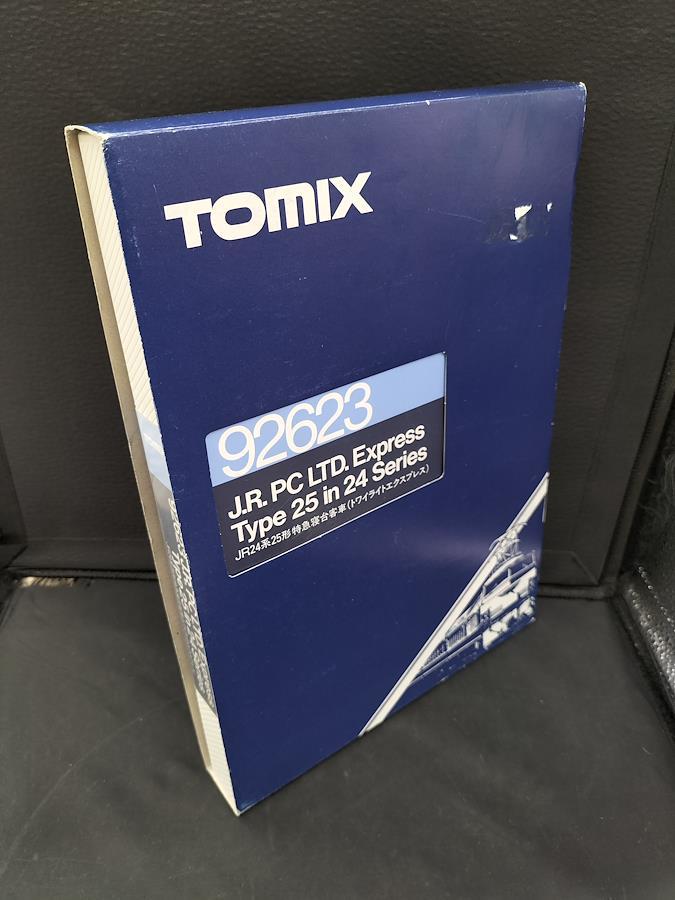 TOMIX
92623
J.R. PC LTD. Express
Type 25 in 24 Series
JR24系25形特急寝台客車(トワイライトエクスプレス)